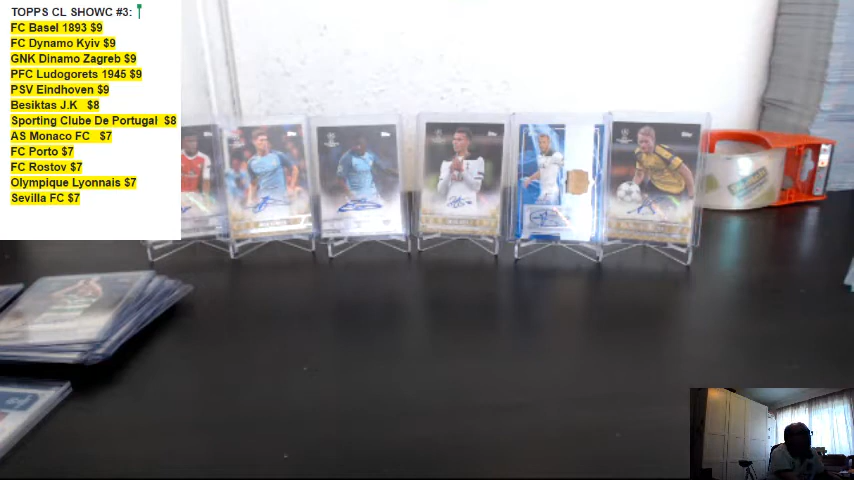 TOPPS CL SHOWC #3:
FC Basel 1893 $9
FC Dynamo Kyiv $9
GNK Dinamo Zagreb $9
PFC Ludogorets 1945 $9
PSV Eindhoven $9
Besiktas J.K $8
Sporting Clube De Portugal $8
AS Monaco FC $7
FC Porto $7
FC Rostov $7
Olympique Lyonnais $7
Sevilla FC $7